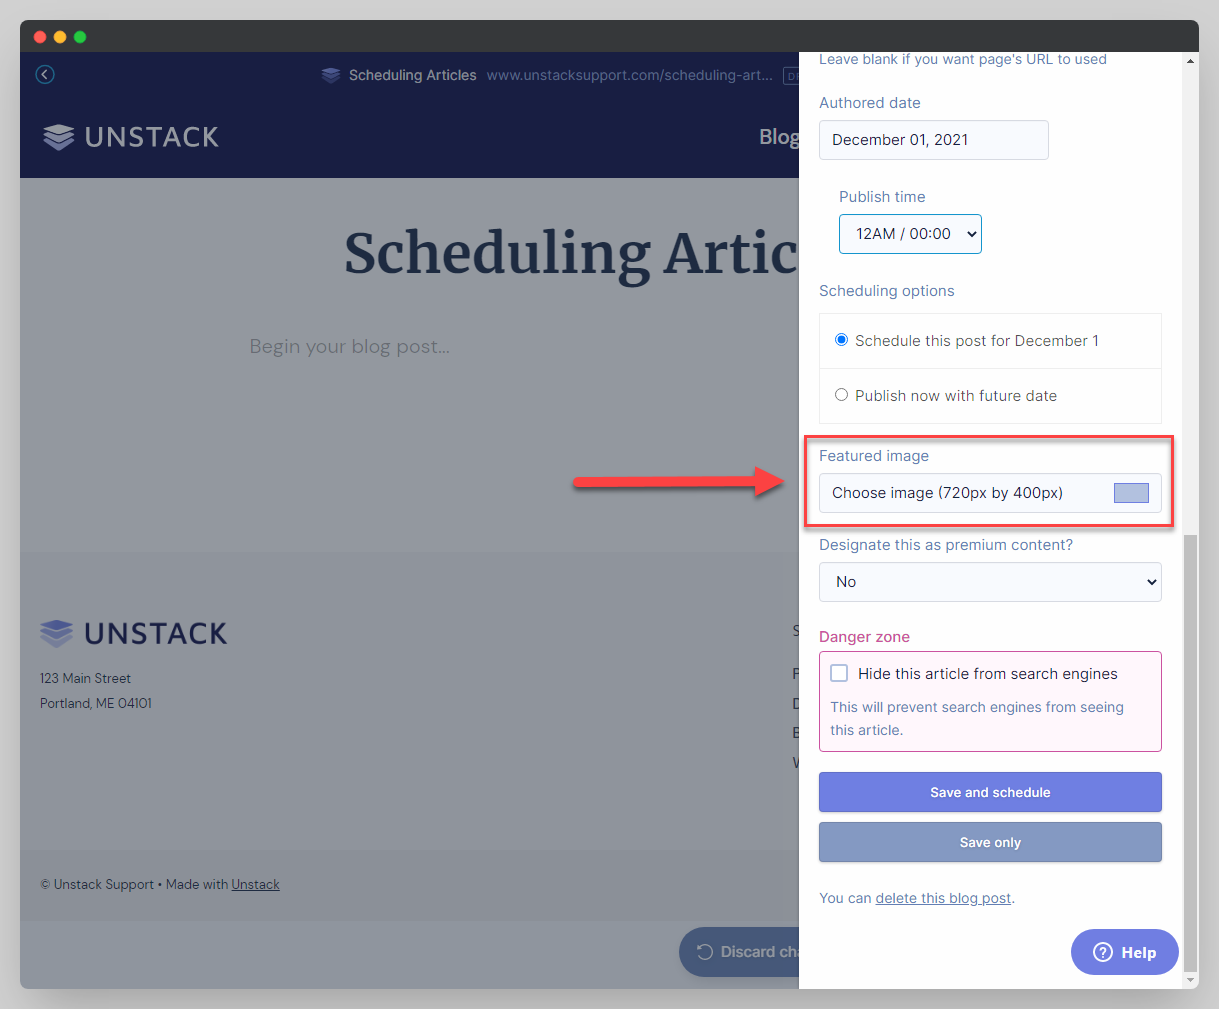 Scheduling Articles www.unstacksupport.com/scheduling-art...
UNSTACK
Blog
Scheduling Artic
Begin your blog post...
UNSTACK
123 Main Street
Portland, ME 04101
© Unstack Support • Made with Unstack
Discard cha
Leave blank if you want page's URL to used
Authored date
December 01, 2021
Publish time
12AM / 00:00
Scheduling options
Schedule this post for December 1
Publish now with future date
Featured image
Choose image (720px by 400px)
Designate this as premium content?
No
Danger zone
Hide this article from search engines
This will prevent search engines from seeing
this article.
Save and schedule
Save only
You can delete this blog post.
Help